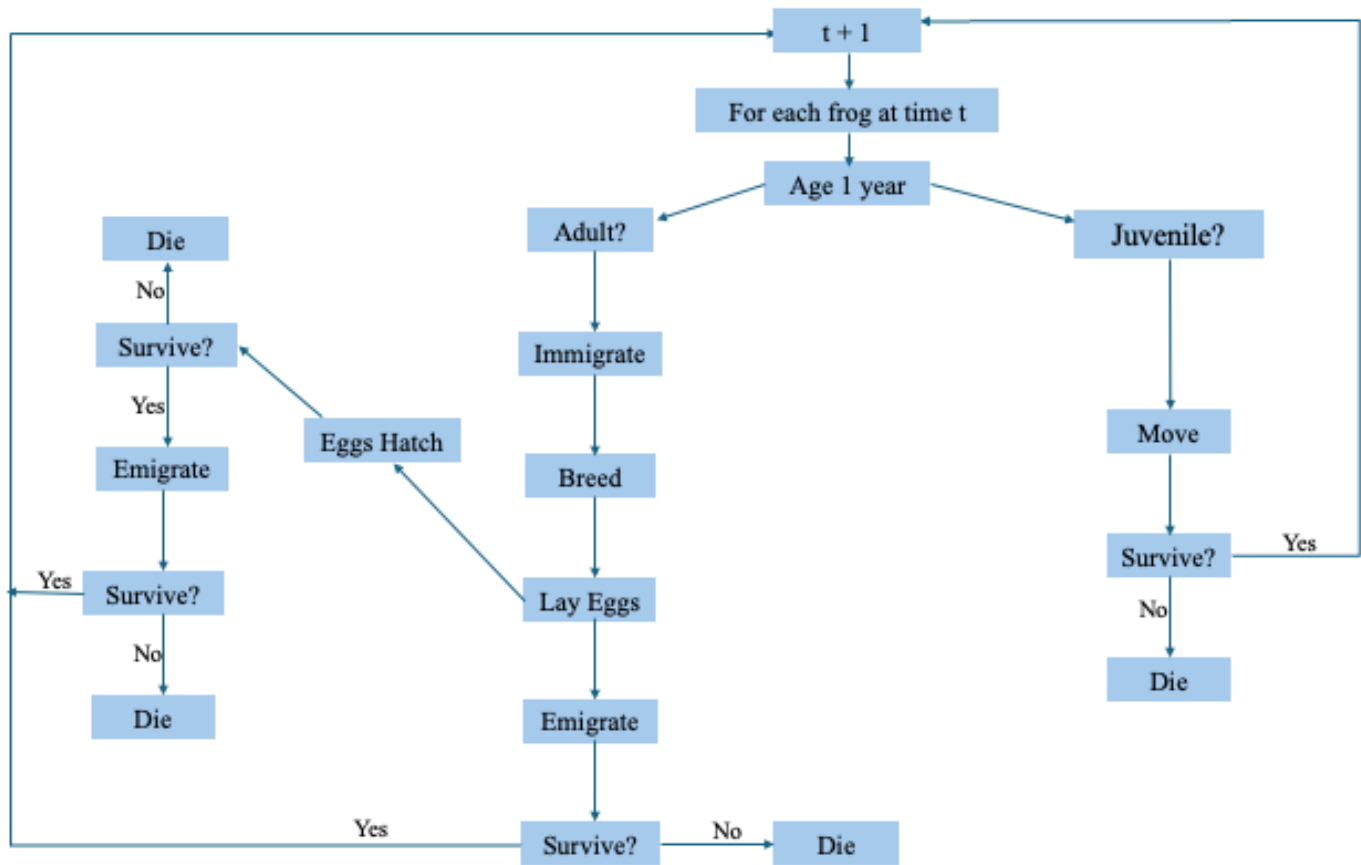 t + 1
For each frog at time t
Age 1 year
Adult?
Juvenile?
Die
No
Survive?
Immigrate
Yes
Eggs Hatch
Move
Emigrate
Breed
Survive?
Yes
Yes
Survive?
Lay Eggs
No
No
Die
Die
Emigrate
Yes
Survive?
No
Die